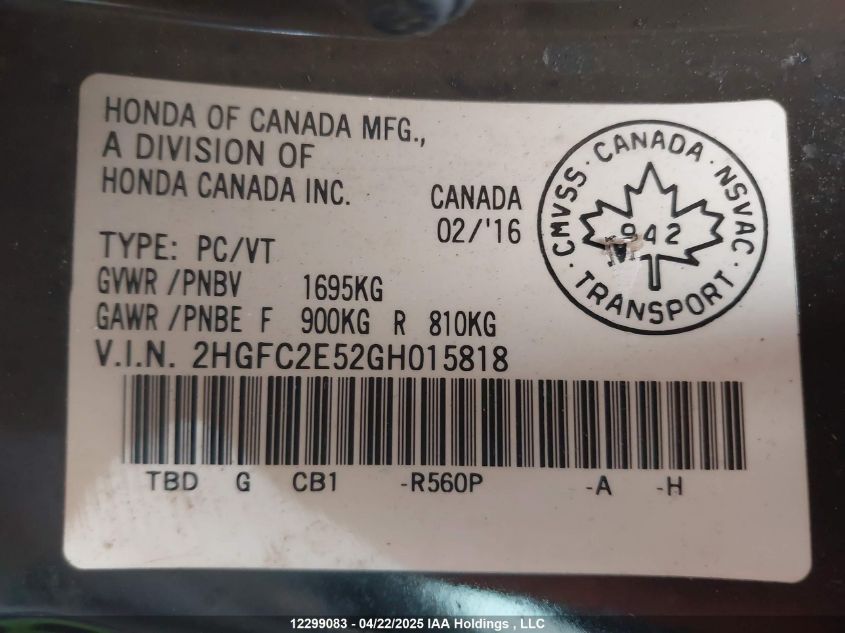 HONDA OF CANADA MFG.,
A DIVISION OF
HONDA CANADA INC.
CANADA
02/'16
TYPE: PC/VT
GVWR/PNBV 1695KG
GAWR/PNBE F 900KG R 810KG
V.I.N. 2HGFC2E52GH015818
TBD G CB1 -R560P -A -H
CMVSS · CANADA · NSVAC · TRANSPORT ·
942
12299083 - 04/22/2025 IAA Holdings , LLC